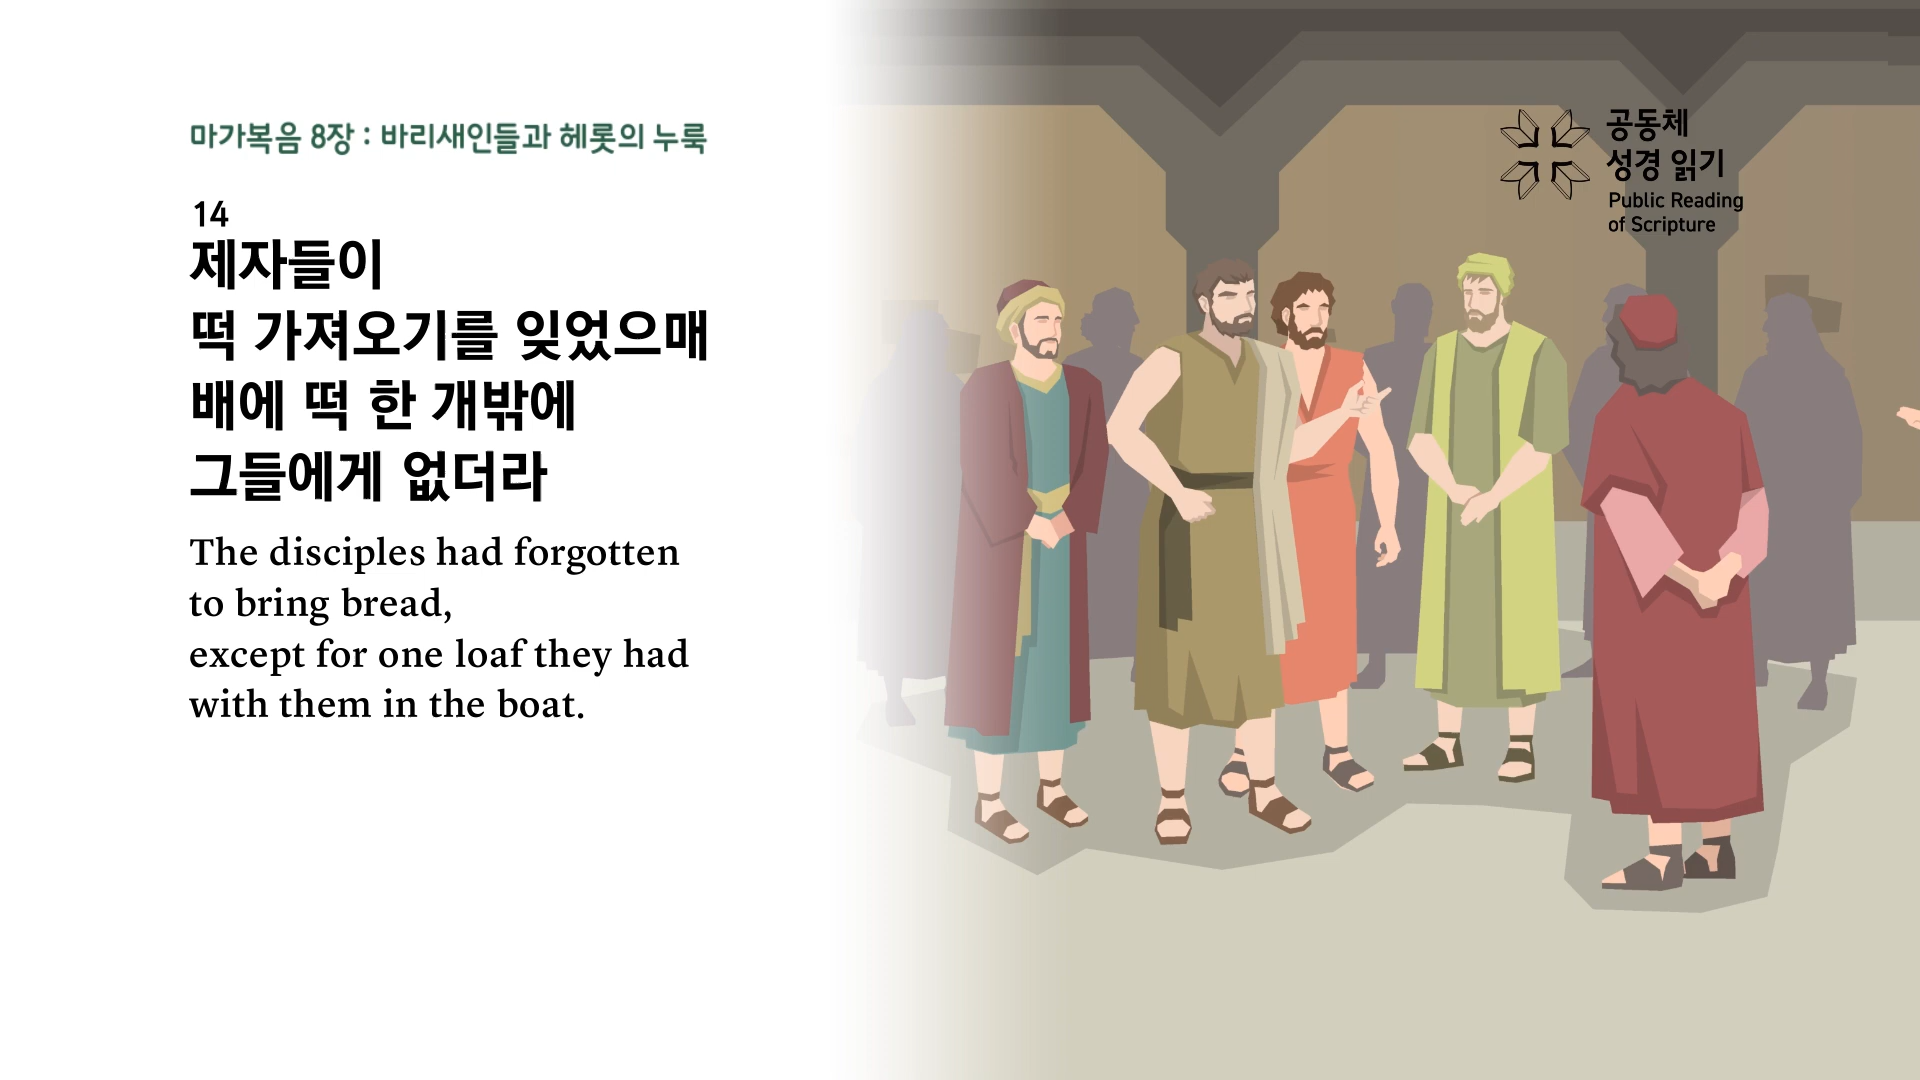 마가복음 8장 : 바리새인들과 헤롯의 누룩
14
제자들이
떡 가져오기를 잊었으매
배에 떡 한 개밖에
그들에게 없더라
The disciples had forgotten
to bring bread,
except for one loaf they had
with them in the boat.
공동체
성경 읽기
Public Reading
of Scripture